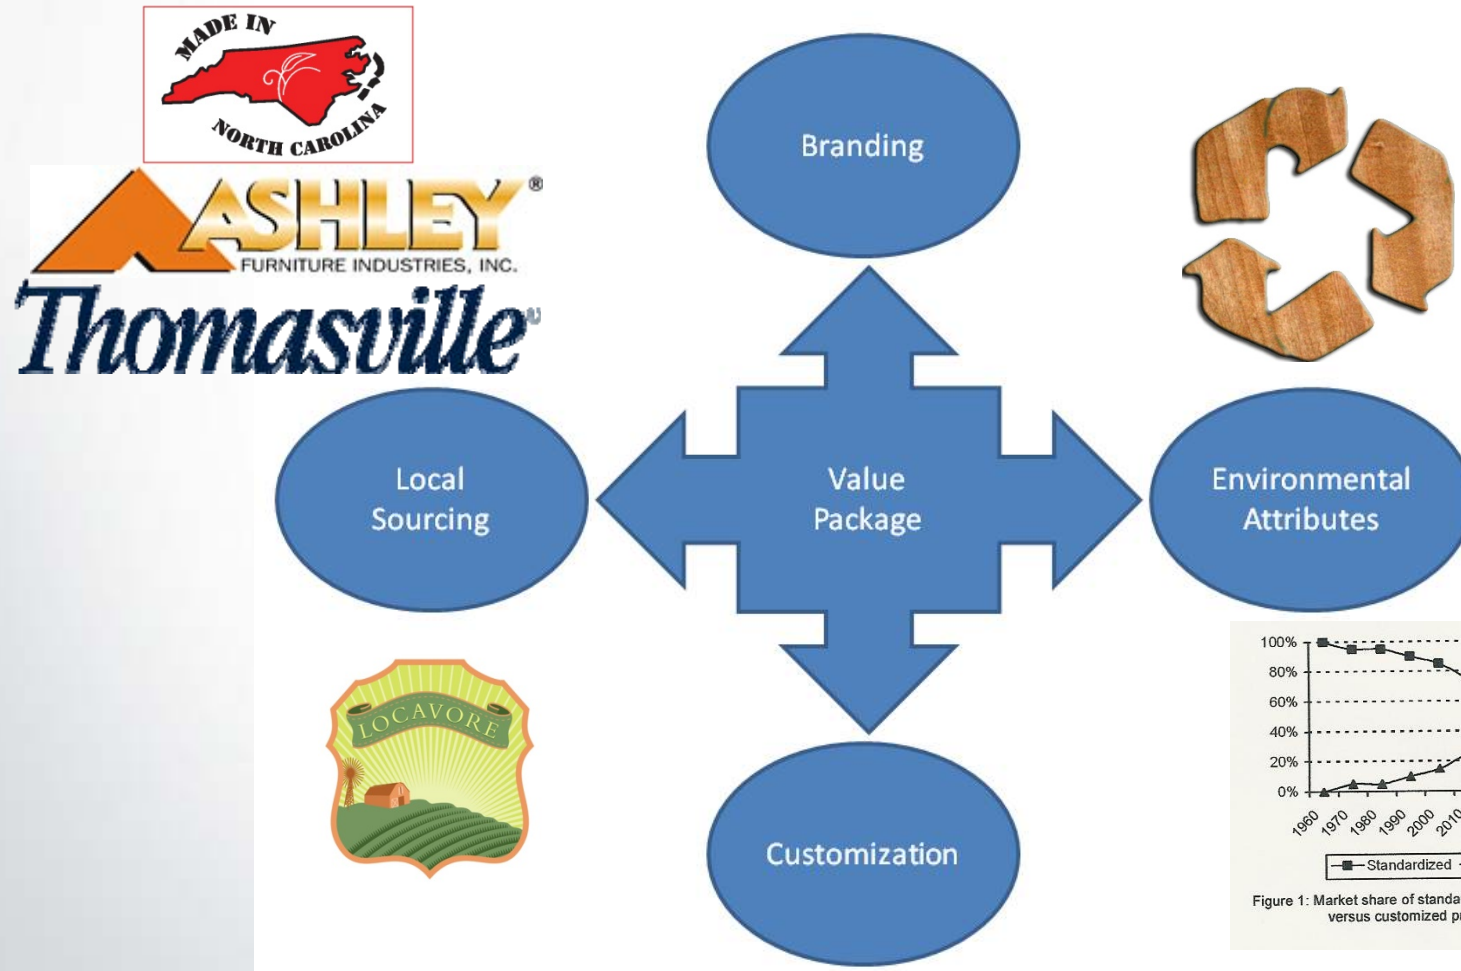 MADE IN
NORTH CAROLINA
ASHLEY®
FURNITURE INDUSTRIES, INC.
Thomasville
Branding
Local
Sourcing
Value
Package
Environmental
Attributes
LOCAVORE
Customization
100%
80%
60%
40%
20%
0%
1960 1970 1980 1990 2000 2010
Standardized
Figure 1: Market share of standa
versus customized p